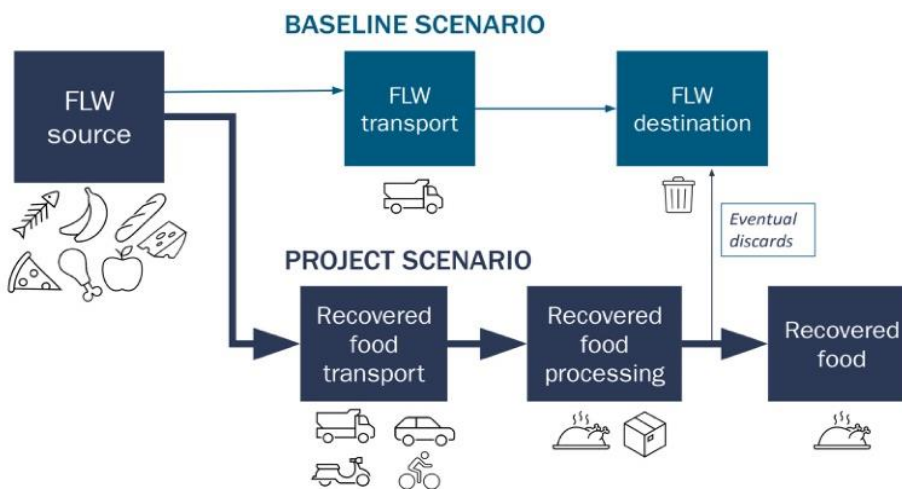 BASELINE SCENARIO
FLW
source
FLW
transport
FLW
destination
Eventual
discards
PROJECT SCENARIO
Recovered
food
transport
Recovered
food
processing
Recovered
food